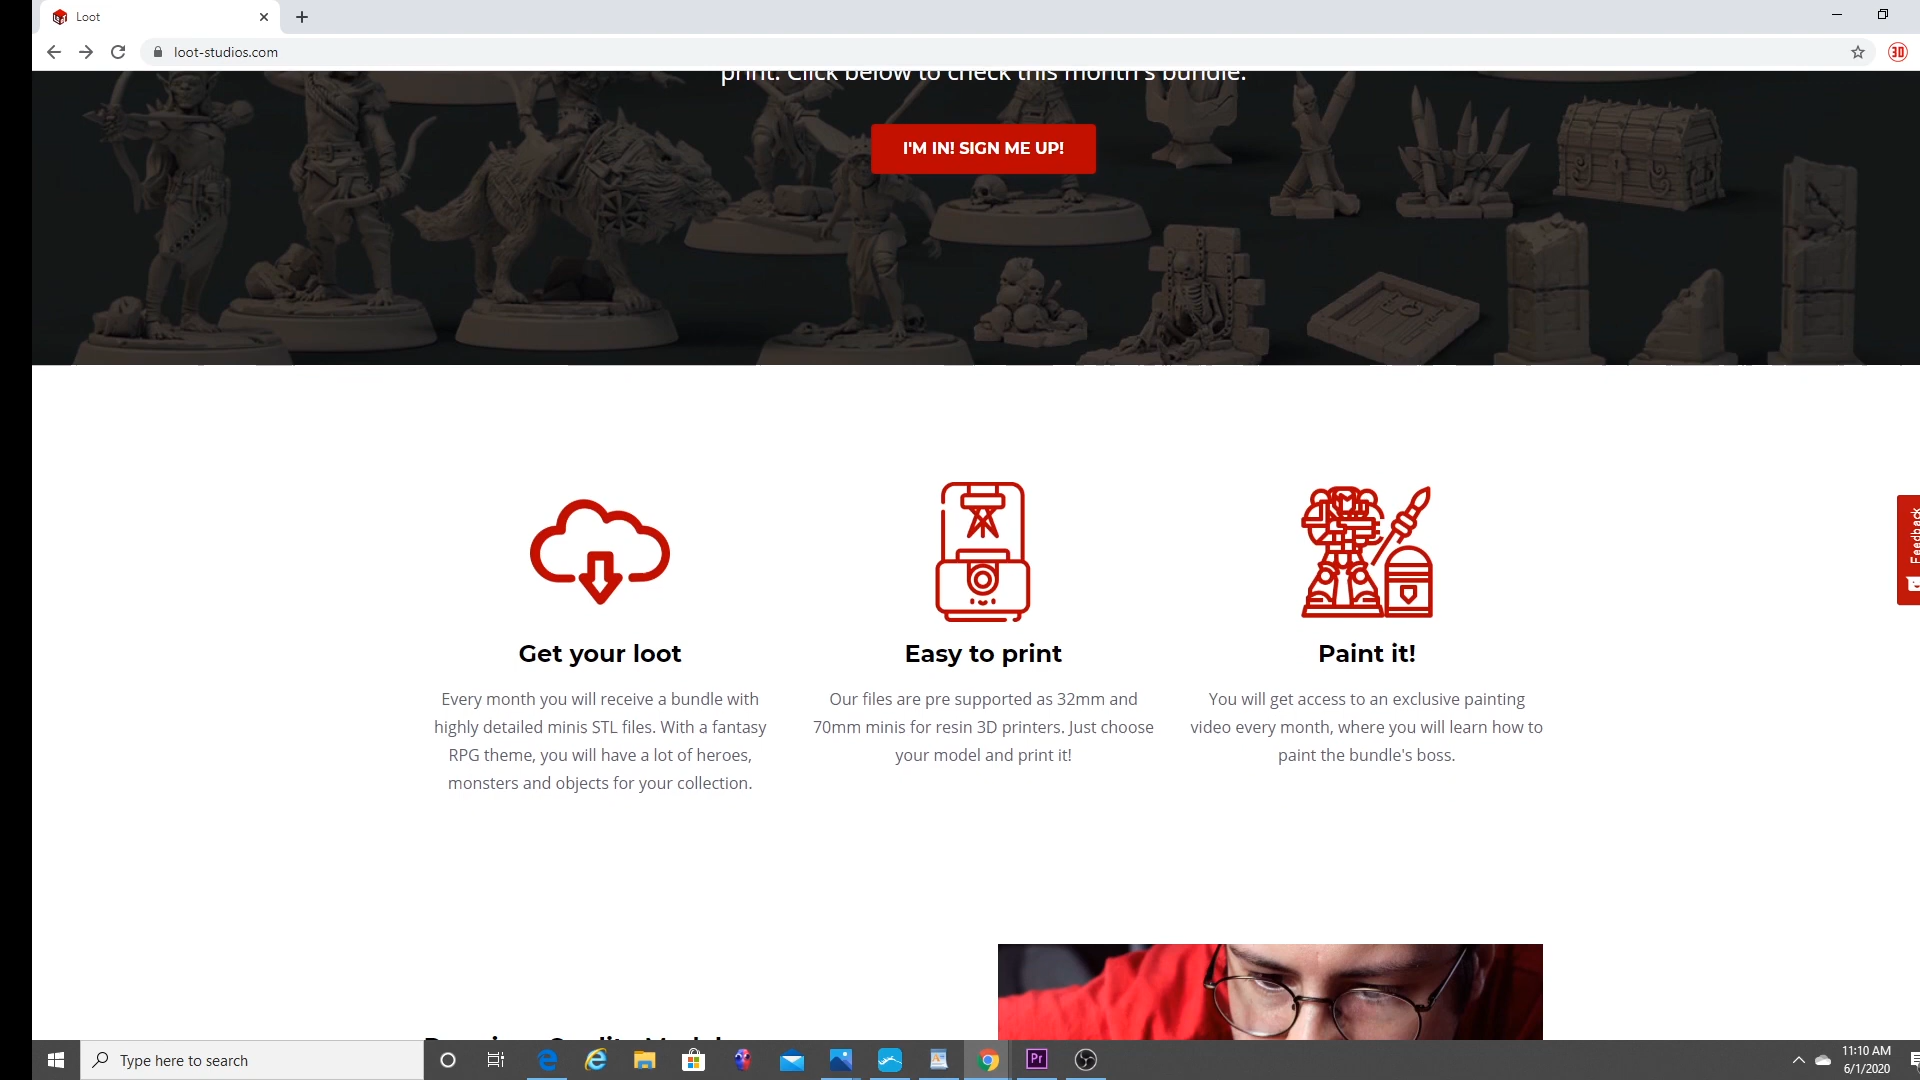 Loot
loot-studios.com
3D
print. Click below to check this month's bundle.
I'M IN! SIGN ME UP!
Feedback
Get your loot
Easy to print
Paint it!
Every month you will receive a bundle with
highly detailed minis STL files. With a fantasy
RPG theme, you will have a lot of heroes,
monsters and objects for your collection.
Our files are pre supported as 32mm and
70mm minis for resin 3D printers. Just choose
your model and print it!
You will get access to an exclusive painting
video every month, where you will learn how to
paint the bundle's boss.
Type here to search
Pr
11:10 AM
6/1/2020